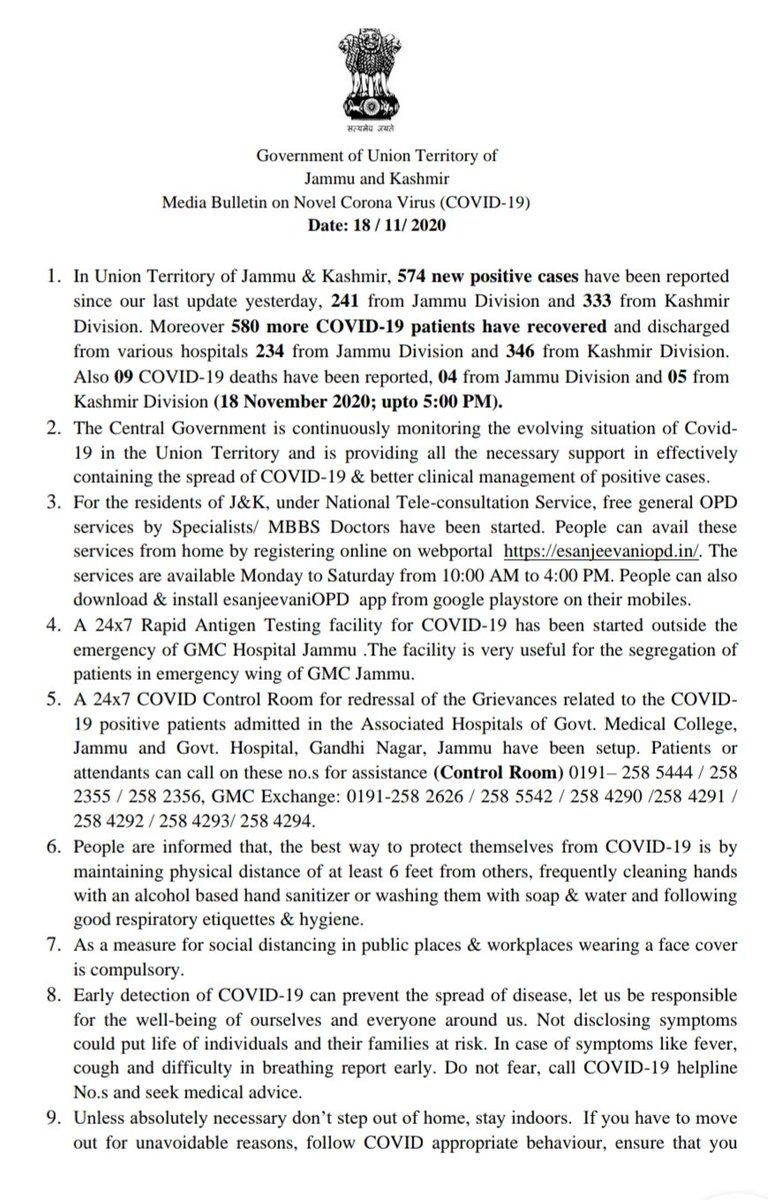 सत्यमेव जयते
Government of Union Territory of
Jammu and Kashmir
Media Bulletin on Novel Corona Virus (COVID-19)
Date: 18 / 11/ 2020
1. In Union Territory of Jammu & Kashmir, 574 new positive cases have been reported
since our last update yesterday, 241 from Jammu Division and 333 from Kashmir
Division. Moreover 580 more COVID-19 patients have recovered and discharged
from various hospitals 234 from Jammu Division and 346 from Kashmir Division.
Also 09 COVID-19 deaths have been reported, 04 from Jammu Division and 05 from
Kashmir Division (18 November 2020; upto 5:00 PM).
2. The Central Government is continuously monitoring the evolving situation of Covid-
19 in the Union Territory and is providing all the necessary support in effectively
containing the spread of COVID-19 & better clinical management of positive cases.
3. For the residents of J&K, under National Tele-consultation Service, free general OPD
services by Specialists/ MBBS Doctors have been started. People can avail these
services from home by registering online on webportal https://esanjeevaniopd.in/. The
services are available Monday to Saturday from 10:00 AM to 4:00 PM. People can also
download & install esanjeevaniOPD app from google playstore on their mobiles.
4. A 24x7 Rapid Antigen Testing facility for COVID-19 has been started outside the
emergency of GMC Hospital Jammu .The facility is very useful for the segregation of
patients in emergency wing of GMC Jammu.
5. A 24x7 COVID Control Room for redressal of the Grievances related to the COVID-
19 positive patients admitted in the Associated Hospitals of Govt. Medical College,
Jammu and Govt. Hospital, Gandhi Nagar, Jammu have been setup. Patients or
attendants can call on these no.s for assistance (Control Room) 0191– 258 5444 / 258
2355 / 258 2356, GMC Exchange: 0191-258 2626 / 258 5542 / 258 4290 /258 4291 /
258 4292 / 258 4293/ 258 4294.
6. People are informed that, the best way to protect themselves from COVID-19 is by
maintaining physical distance of at least 6 feet from others, frequently cleaning hands
with an alcohol based hand sanitizer or washing them with soap & water and following
good respiratory etiquettes & hygiene.
7. As a measure for social distancing in public places & workplaces wearing a face cover
is compulsory.
8. Early detection of COVID-19 can prevent the spread of disease, let us be responsible
for the well-being of ourselves and everyone around us. Not disclosing symptoms
could put life of individuals and their families at risk. In case of symptoms like fever,
cough and difficulty in breathing report early. Do not fear, call COVID-19 helpline
No.s and seek medical advice.
9. Unless absolutely necessary don’t step out of home, stay indoors. If you have to move
out for unavoidable reasons, follow COVID appropriate behaviour, ensure that you